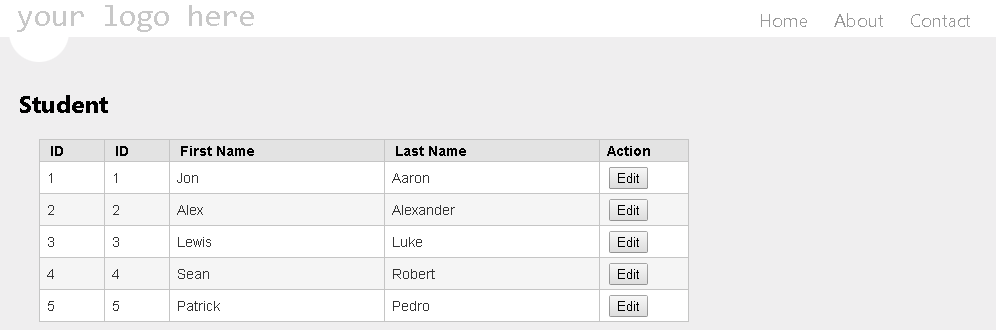 your logo here
Home About Contact
Student
ID ID First Name Last Name Action
1 1 Jon Aaron Edit
2 2 Alex Alexander Edit
3 3 Lewis Luke Edit
4 4 Sean Robert Edit
5 5 Patrick Pedro Edit